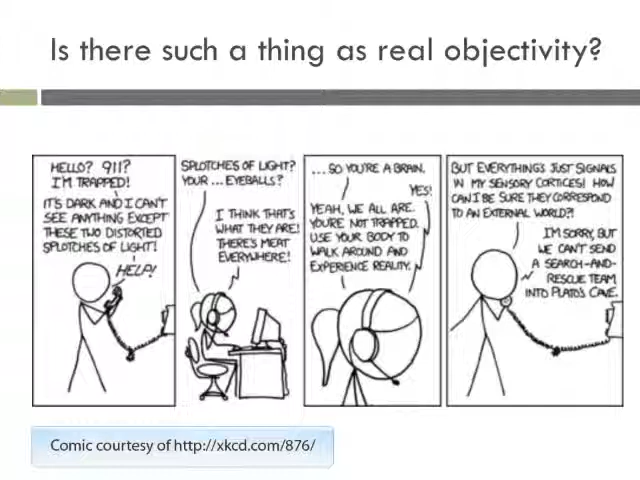 Is there such a thing as real objectivity?
HELLO? 911?
I'M TRAPPED!
IT'S DARK AND I CAN'T
SEE ANYTHING EXCEPT
THESE TWO DISTORTED
SPLOTCHES OF LIGHT!
HELP!
SPLOTCHES OF LIGHT?
YOUR ... EYEBALLS?
I THINK THAT'S
WHAT THEY ARE!
THERE'S MEAT
EVERYWHERE!
...SO YOU'RE A BRAIN.
YES!
YEAH, WE ALL ARE.
YOU'RE NOT TRAPPED.
USE YOUR BODY TO
WALK AROUND AND
EXPERIENCE REALITY.
BUT EVERYTHING'S JUST SIGNALS
IN MY SENSORY CORTICES! HOW
CAN I BE SURE THEY CORRESPOND
TO AN EXTERNAL WORLD?!
I'M SORRY, BUT
WE CAN'T SEND
A SEARCH-AND-
RESCUE TEAM
INTO PLATO'S CAVE.
Comic courtesy of http://xkcd.com/876/